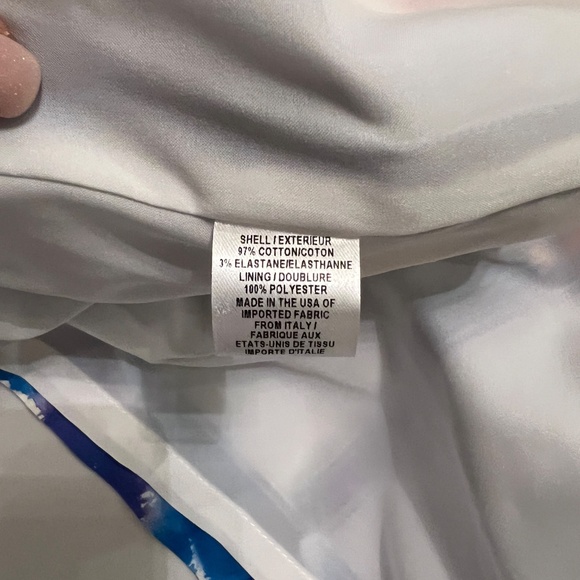 SHELL / EXTERIEUR
97% COTTON/COTON
3% ELASTANE/ELASTHANNE
LINING / DOUBLURE
100% POLYESTER
MADE IN THE USA OF
IMPORTED FABRIC
FROM ITALY /
FABRIQUE AUX
ETATS-UNIS DE TISSU
IMPORTE D'ITALIE